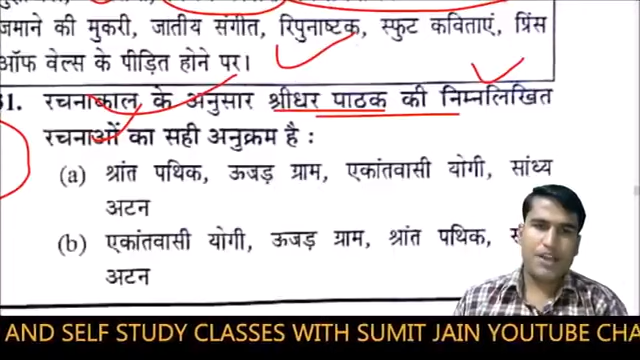 जमाने की मुकरी, जातीय संगीत, रिपुनाष्टक, स्फुट कविताएं, प्रिंस
ऑफ वेल्स के पीड़ित होने पर।
31. रचनाकाल के अनुसार श्रीधर पाठक की निम्नलिखित
रचनाओं का सही अनुक्रम है :
(a) श्रांत पथिक, ऊजड़ ग्राम, एकांतवासी योगी, सांध्य
अटन
(b) एकांतवासी योगी, ऊजड़ ग्राम, श्रांत पथिक,
अटन
AND SELF STUDY CLASSES WITH SUMIT JAIN YOUTUBE CHA